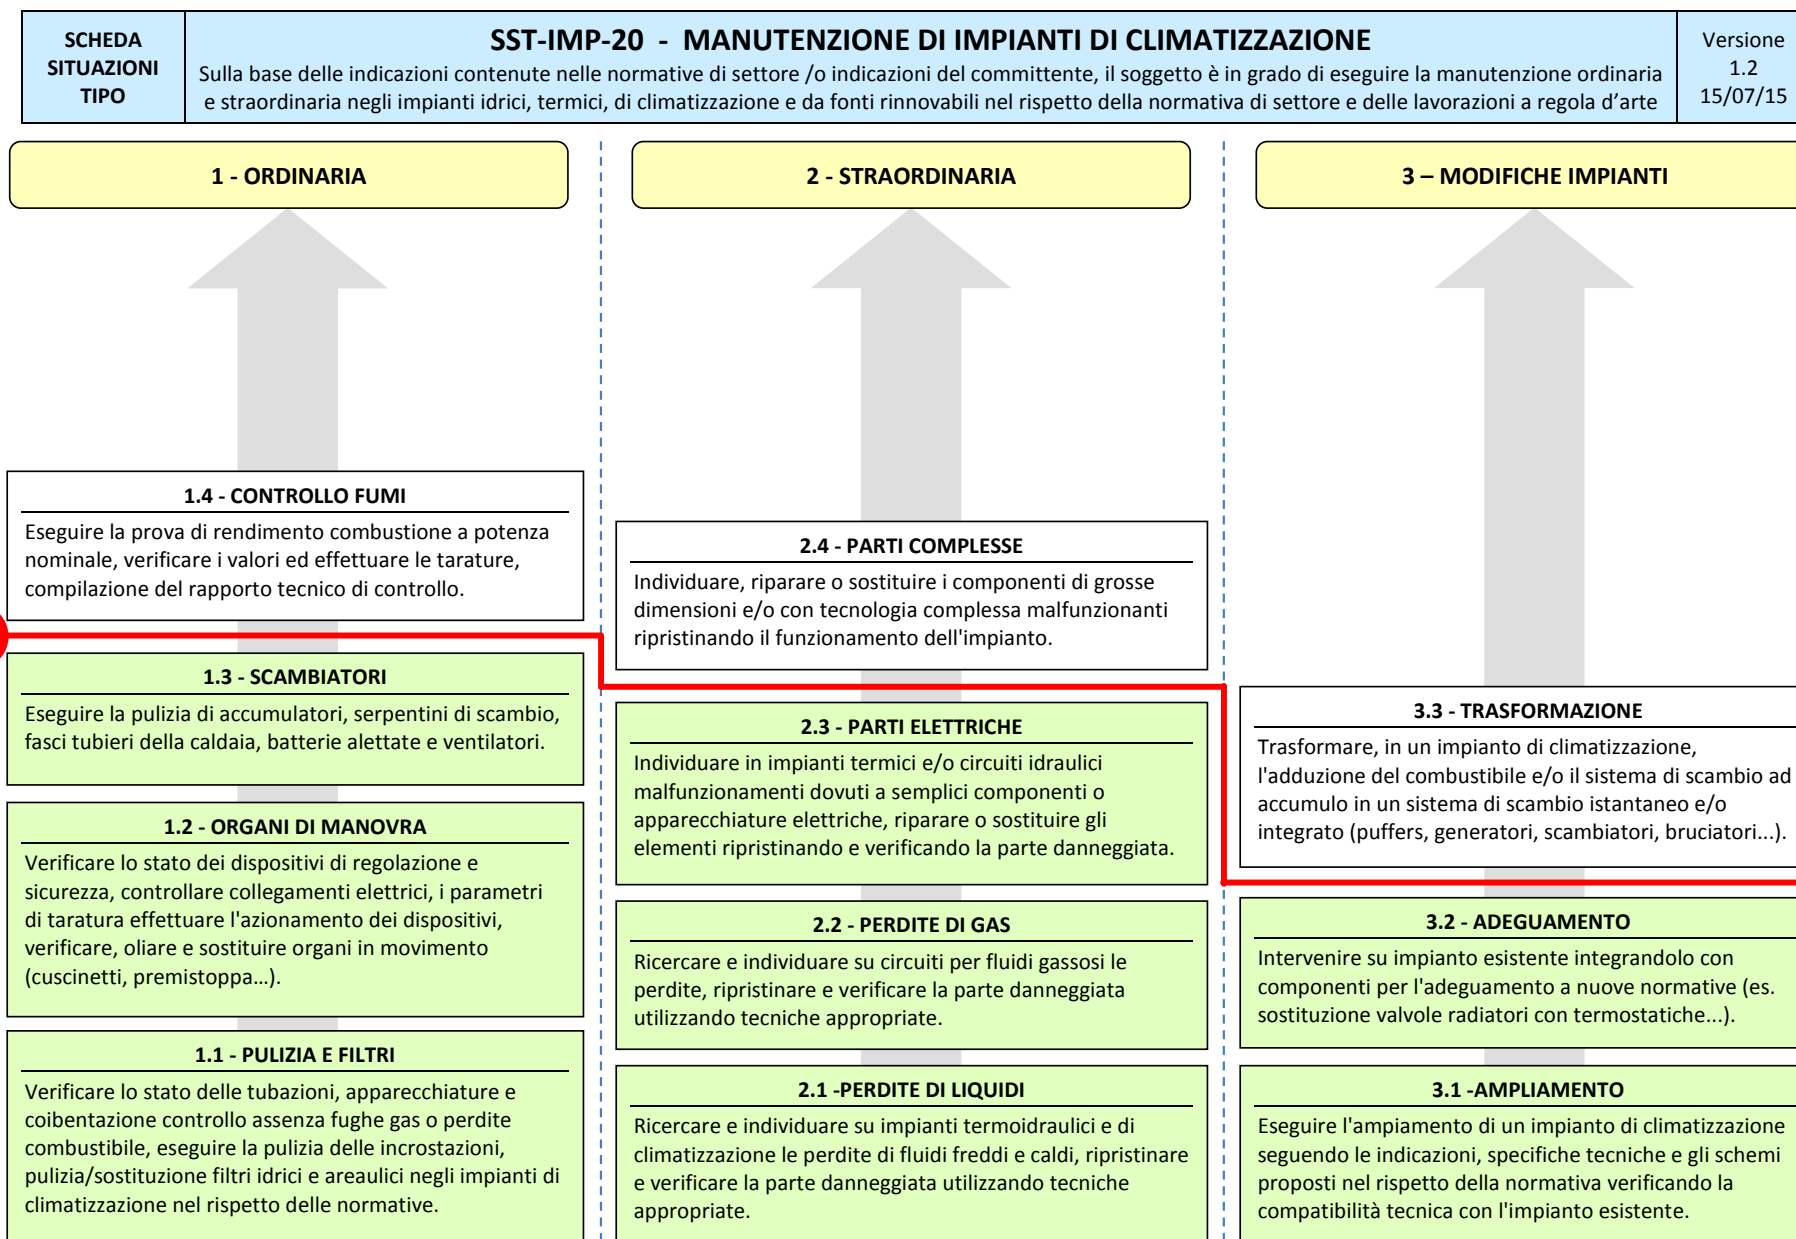 SCHEDA
SITUAZIONI
TIPO
SST-IMP-20 - MANUTENZIONE DI IMPIANTI DI CLIMATIZZAZIONE
Sulla base delle indicazioni contenute nelle normative di settore /o indicazioni del committente, il soggetto è in grado di eseguire la manutenzione ordinaria
e straordinaria negli impianti idrici, termici, di climatizzazione e da fonti rinnovabili nel rispetto della normativa di settore e delle lavorazioni a regola d’arte
Versione
1.2
15/07/15
1 - ORDINARIA
1.4 - CONTROLLO FUMI
Eseguire la prova di rendimento combustione a potenza
nominale, verificare i valori ed effettuare le tarature,
compilazione del rapporto tecnico di controllo.
1.3 - SCAMBIATORI
Eseguire la pulizia di accumulatori, serpentini di scambio,
fasci tubieri della caldaia, batterie alettate e ventilatori.
1.2 - ORGANI DI MANOVRA
Verificare lo stato dei dispositivi di regolazione e
sicurezza, controllare collegamenti elettrici, i parametri
di taratura effettuare l'azionamento dei dispositivi,
verificare, oliare e sostituire organi in movimento
(cuscinetti, premistoppa…).
1.1 - PULIZIA E FILTRI
Verificare lo stato delle tubazioni, apparecchiature e
coibentazione controllo assenza fughe gas o perdite
combustibile, eseguire la pulizia delle incrostazioni,
pulizia/sostituzione filtri idrici e areaulici negli impianti di
climatizzazione nel rispetto delle normative.
2 - STRAORDINARIA
2.4 - PARTI COMPLESSE
Individuare, riparare o sostituire i componenti di grosse
dimensioni e/o con tecnologia complessa malfunzionanti
ripristinando il funzionamento dell'impianto.
2.3 - PARTI ELETTRICHE
Individuare in impianti termici e/o circuiti idraulici
malfunzionamenti dovuti a semplici componenti o
apparecchiature elettriche, riparare o sostituire gli
elementi ripristinando e verificando la parte danneggiata.
2.2 - PERDITE DI GAS
Ricercare e individuare su circuiti per fluidi gassosi le
perdite, ripristinare e verificare la parte danneggiata
utilizzando tecniche appropriate.
2.1 -PERDITE DI LIQUIDI
Ricercare e individuare su impianti termoidraulici e di
climatizzazione le perdite di fluidi freddi e caldi, ripristinare
e verificare la parte danneggiata utilizzando tecniche
appropriate.
3 – MODIFICHE IMPIANTI
3.3 - TRASFORMAZIONE
Trasformare, in un impianto di climatizzazione,
l'adduzione del combustibile e/o il sistema di scambio ad
accumulo in un sistema di scambio istantaneo e/o
integrato (puffers, generatori, scambiatori, bruciatori...).
3.2 - ADEGUAMENTO
Intervenire su impianto esistente integrandolo con
componenti per l'adeguamento a nuove normative (es.
sostituzione valvole radiatori con termostatiche...).
3.1 -AMPLIAMENTO
Eseguire l'ampiamento di un impianto di climatizzazione
seguendo le indicazioni, specifiche tecniche e gli schemi
proposti nel rispetto della normativa verificando la
compatibilità tecnica con l'impianto esistente.